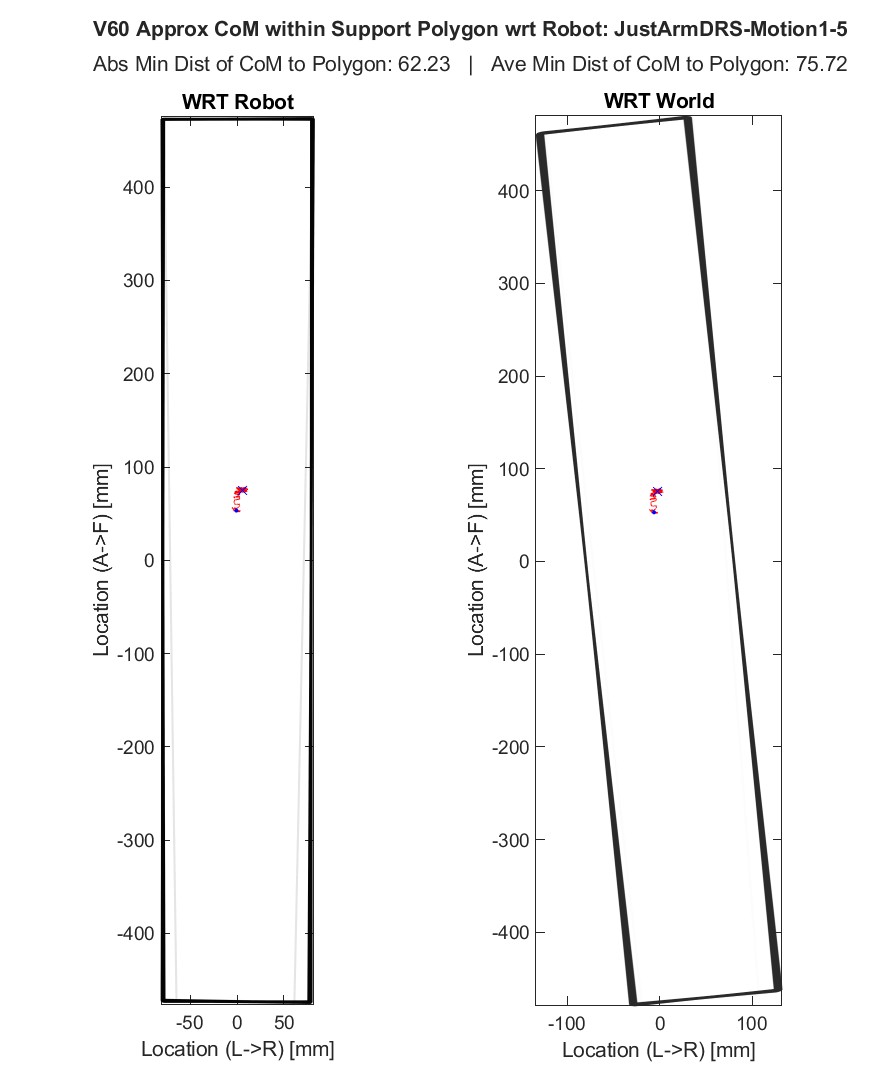 V60 Approx CoM within Support Polygon wrt Robot: JustArmDRS-Motion1-5
Abs Min Dist of CoM to Polygon: 62.23 | Ave Min Dist of CoM to Polygon: 75.72
WRT Robot
400
300
200
100
0
-100
-200
-300
-400
-50 0 50
Location (A->F) [mm]
Location (L->R) [mm]
WRT World
400
300
200
100
0
-100
-200
-300
-400
-100 0 100
Location (A->F) [mm]
Location (L->R) [mm]